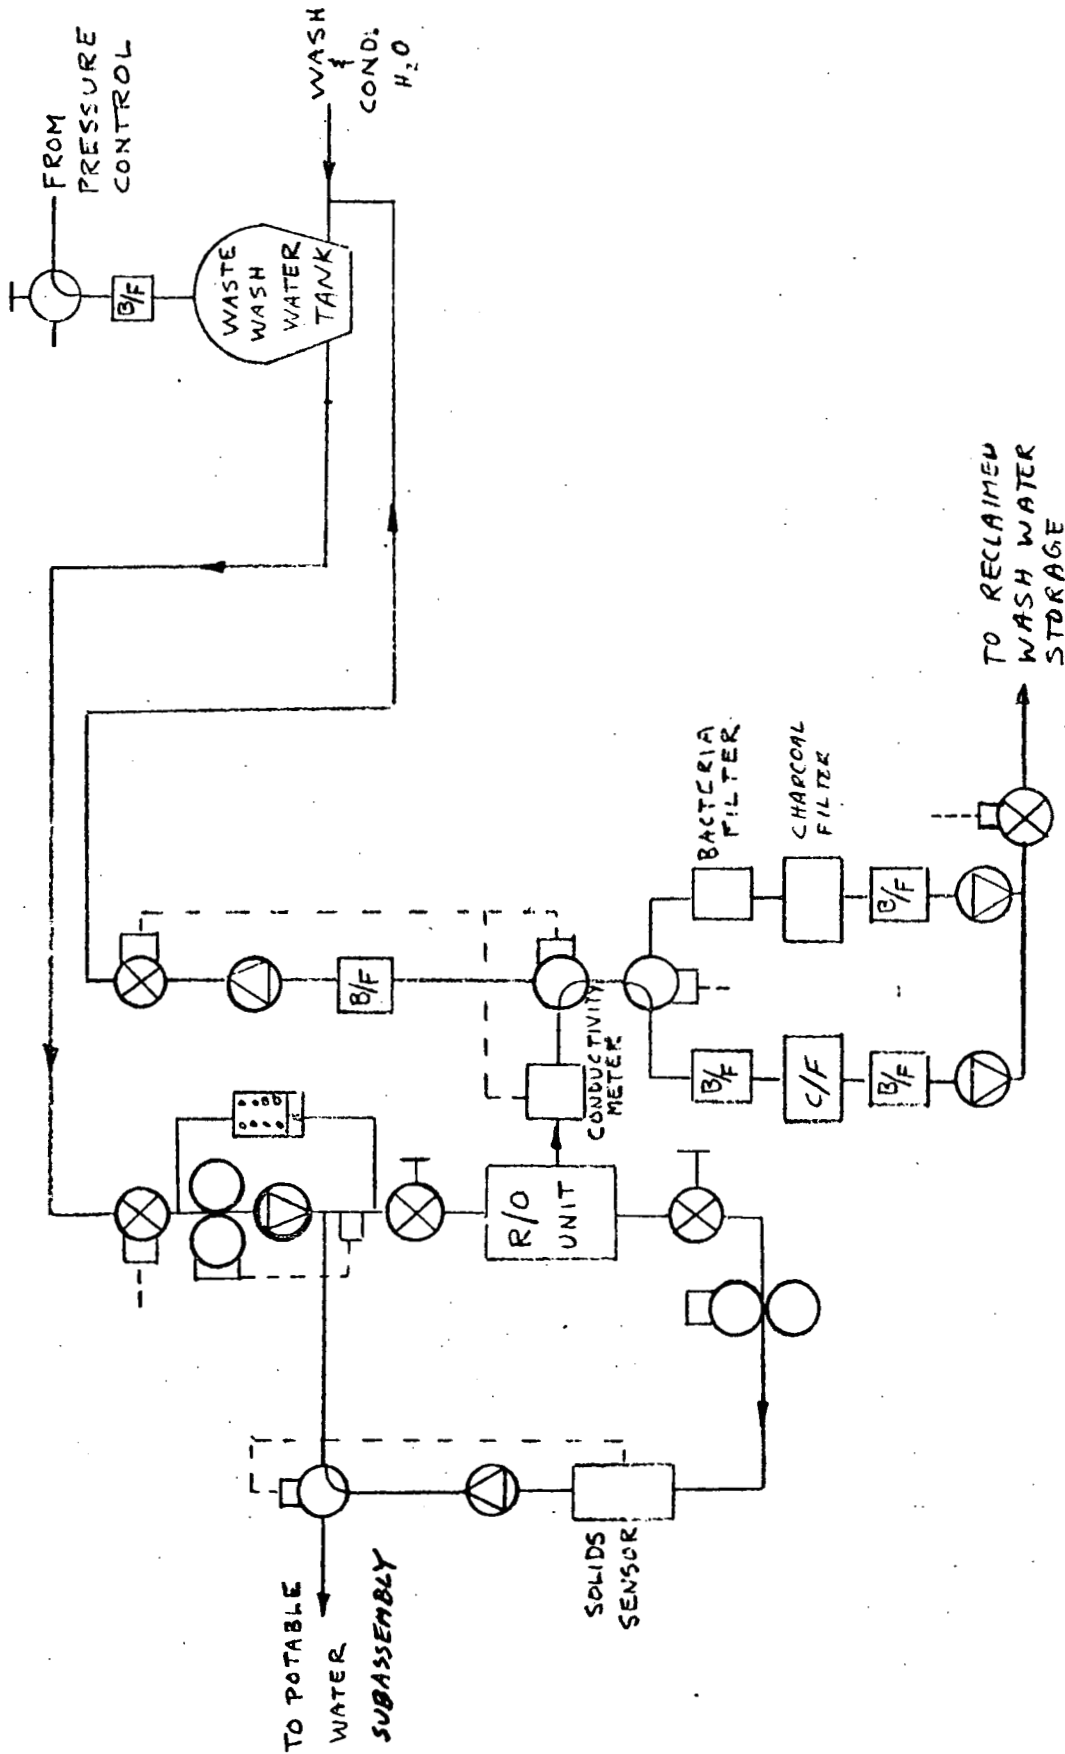 FROM
PRESSURE
CONTROL
WASH
&
COND.
H₂O
B/F
WASTE
WASH
WATER
TANK
B/F
CONDUCTIVITY
METER
R/O
UNIT
BACTERIA
FILTER
CHARCOAL
FILTER
B/F
B/F
C/F
B/F
TO RECLAIMED
WASH WATER
STORAGE
SOLIDS
SENSOR
TO POTABLE
WATER
SUBASSEMBLY